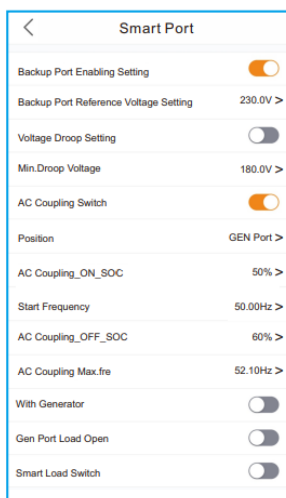 Smart Port
Backup Port Enabling Setting
Backup Port Reference Voltage Setting 230.0V >
Voltage Droop Setting
Min.Droop Voltage 180.0V >
AC Coupling Switch
Position GEN Port >
AC Coupling_ON_SOC 50% >
Start Frequency 50.00Hz >
AC Coupling_OFF_SOC 60% >
AC Coupling Max.fre 52.10Hz >
With Generator
Gen Port Load Open
Smart Load Switch